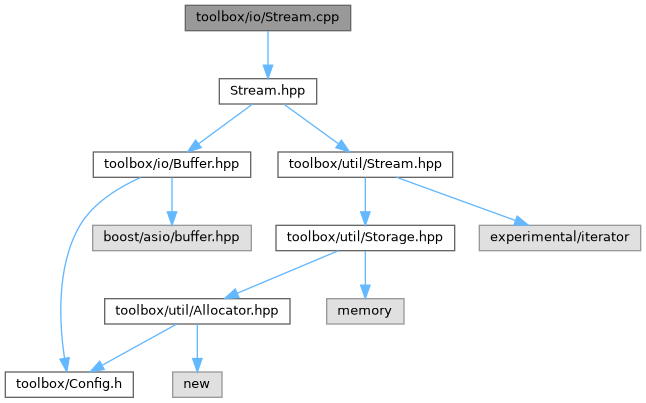 toolbox/io/Stream.cpp
Stream.hpp
toolbox/io/Buffer.hpp
toolbox/util/Stream.hpp
boost/asio/buffer.hpp
toolbox/util/Storage.hpp
experimental/iterator
toolbox/util/Allocator.hpp
memory
toolbox/Config.h
new